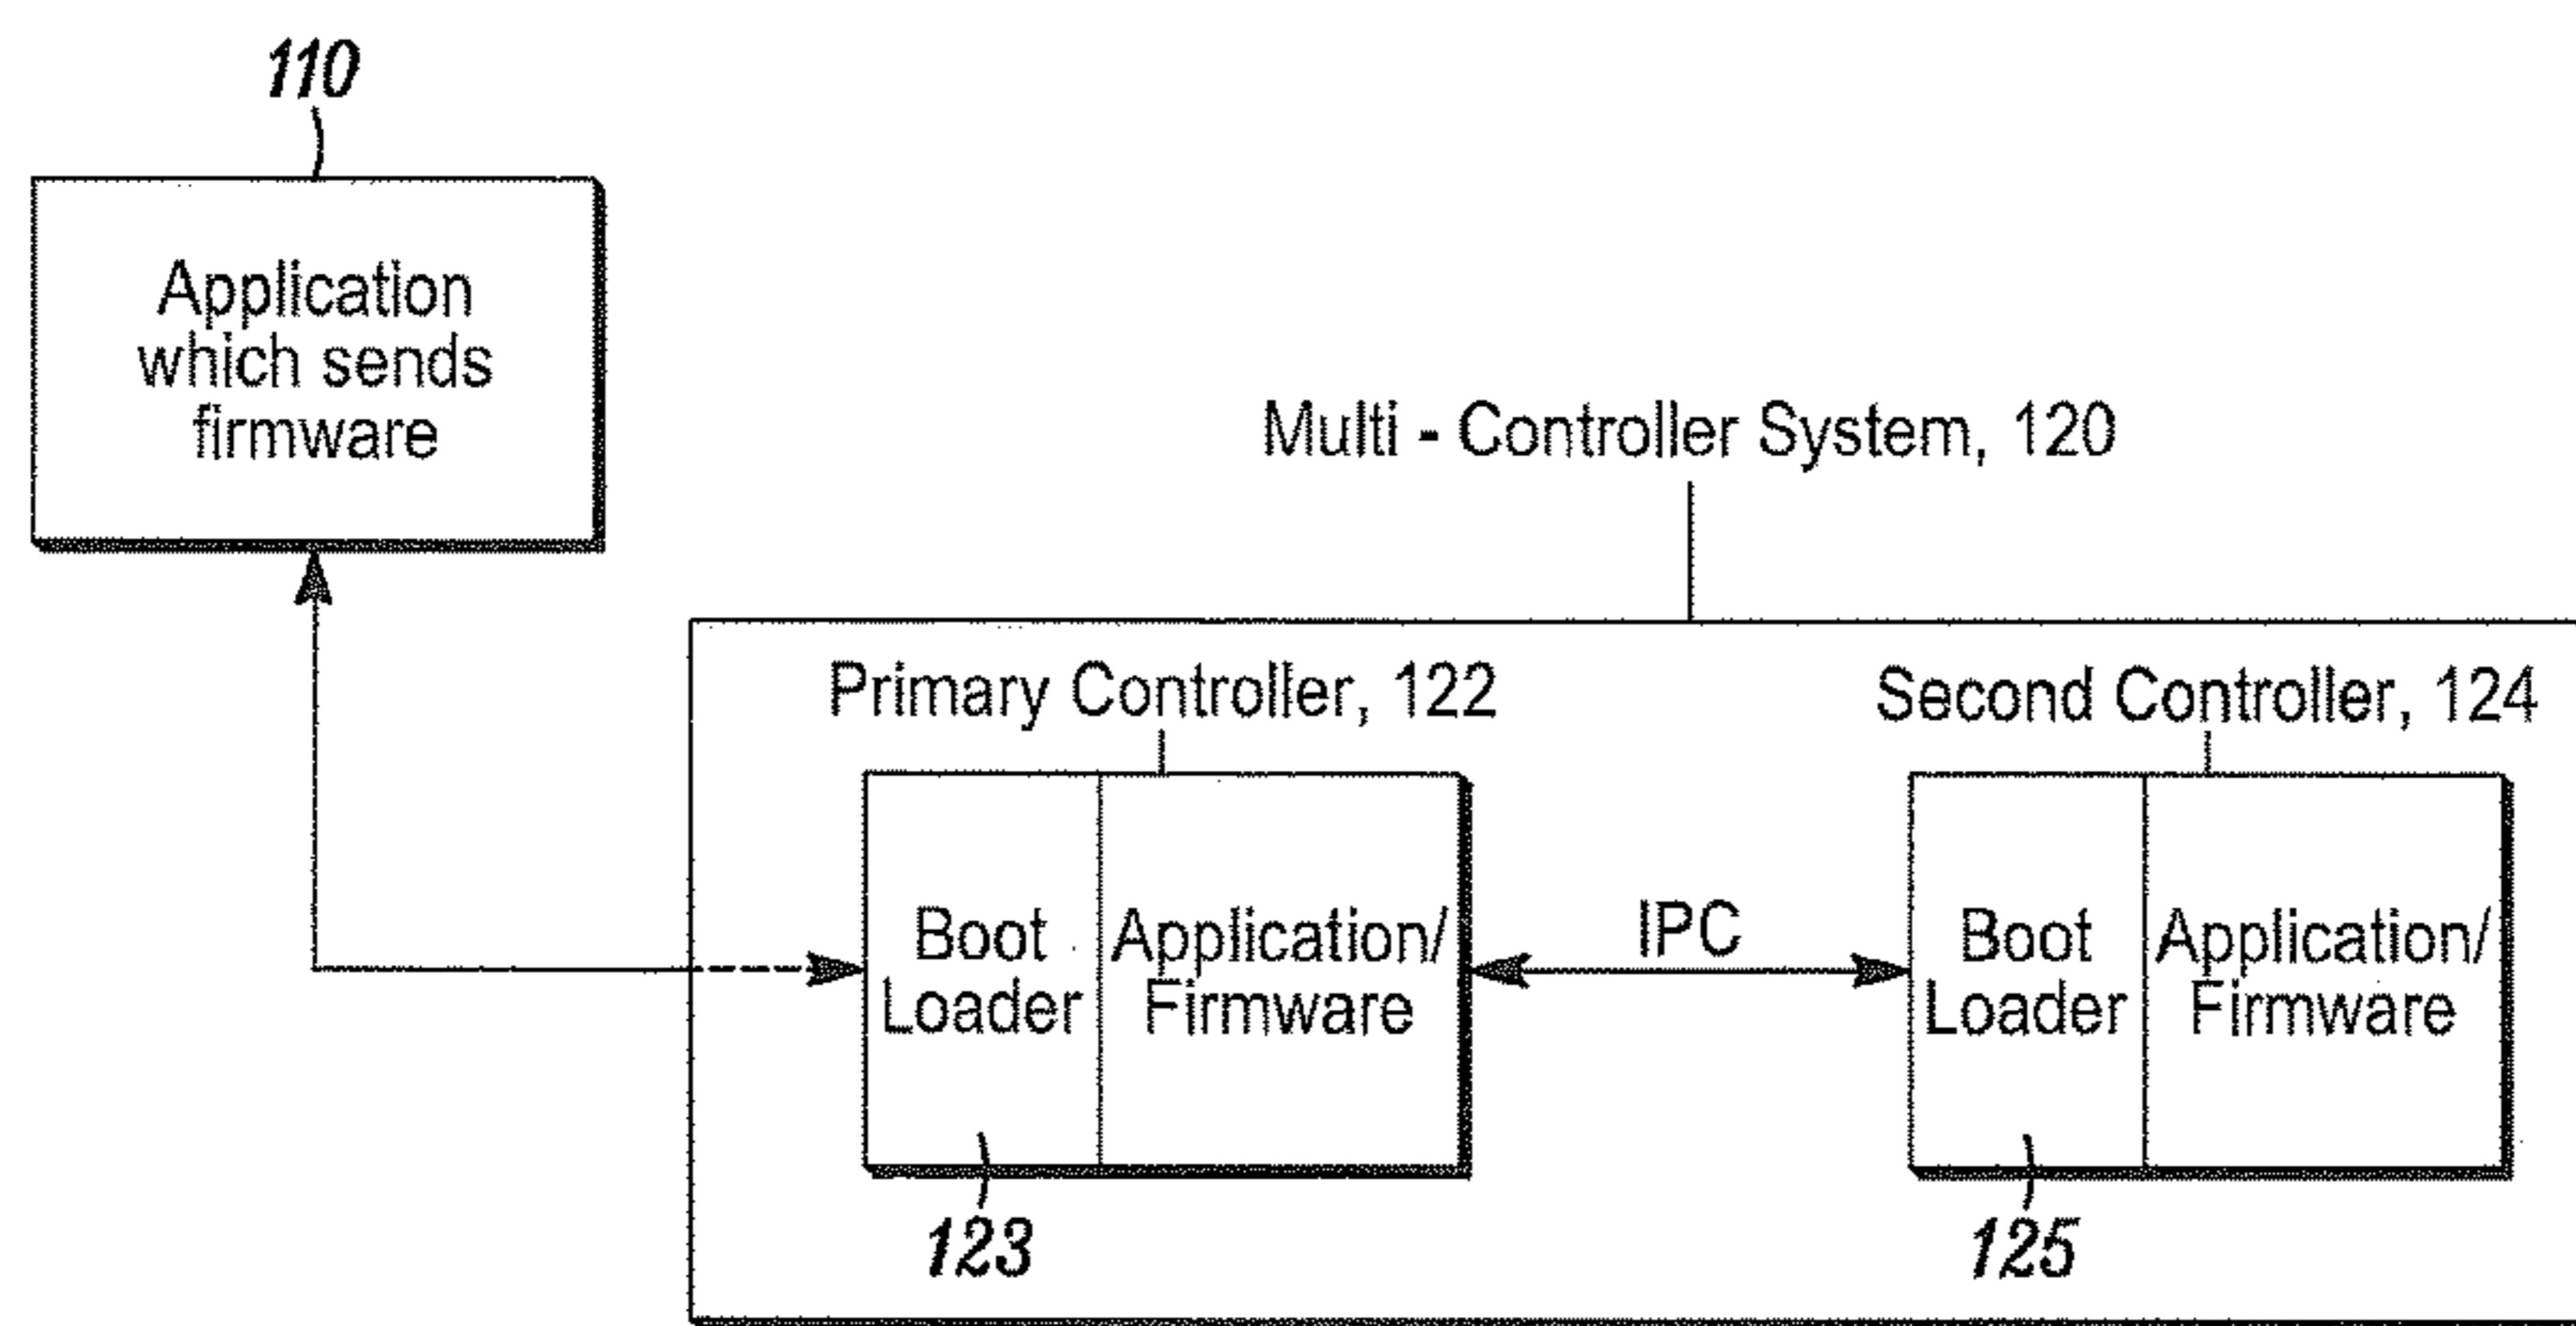 110
Application
which sends
firmware
Multi - Controller System, 120
Primary Controller, 122
Second Controller, 124
Boot
Loader
Application/
Firmware
IPC
Boot
Loader
Application/
Firmware
123
125